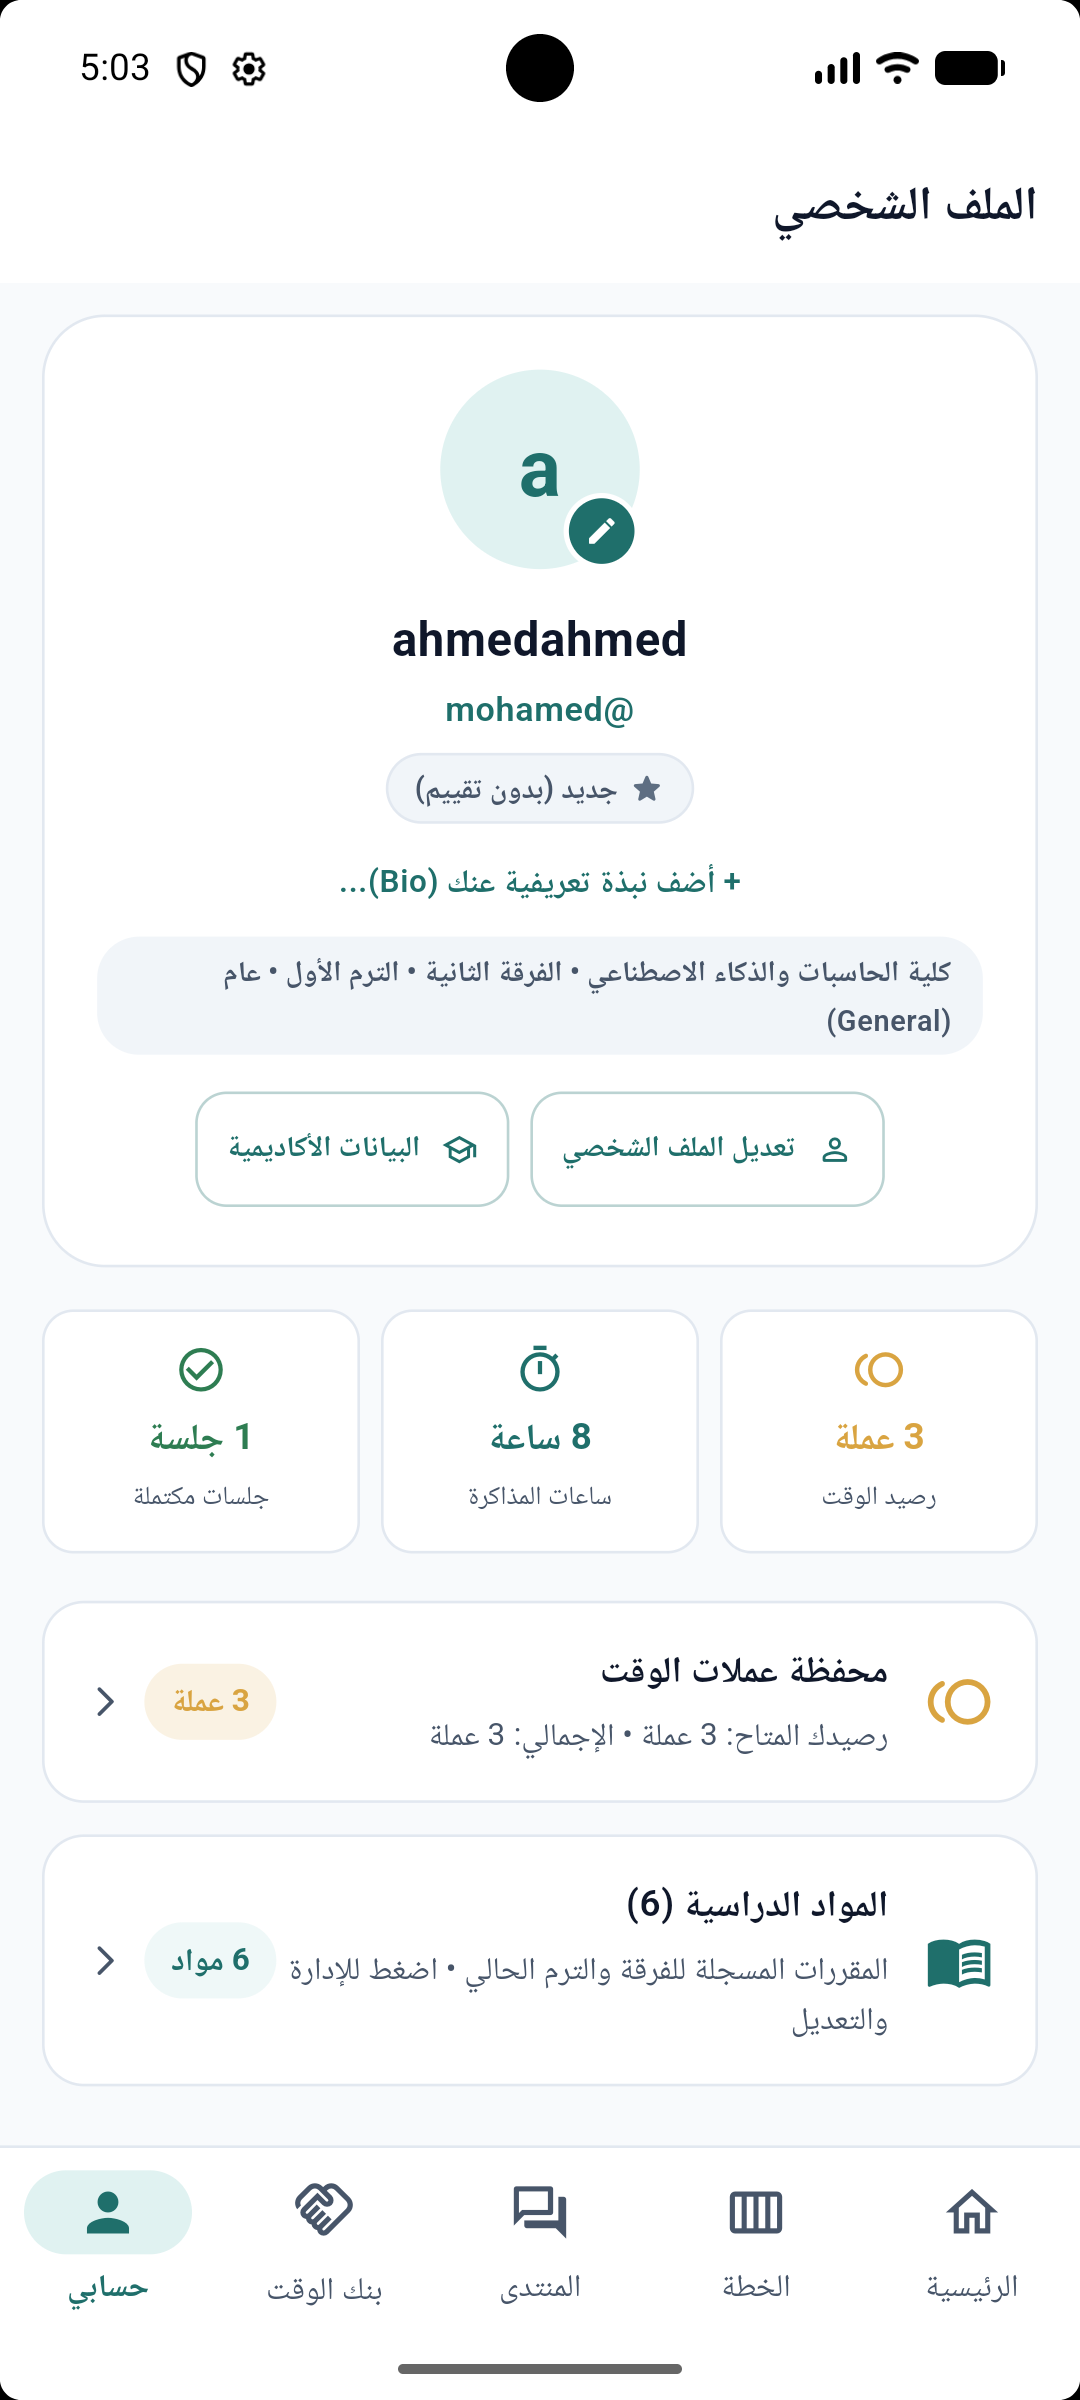 5:03
الملف الشخصي
a
ahmedahmed
mohamed@
جديد (بدون تقييم)
+ أضف نبذة تعريفية عنك (Bio)...
كلية الحاسبات والذكاء الاصطناعي • الفرقة الثانية • الترم الأول • عام
(General)
تعديل الملف الشخصي
البيانات الأكاديمية
3 عملة
رصيد الوقت
8 ساعة
ساعات المذاكرة
1 جلسة
جلسات مكتملة
محفظة عملات الوقت
رصيدك المتاح: 3 عملة • الإجمالي: 3 عملة
3 عملة
المواد الدراسية (6)
المقررات المسجلة للفرقة والترم الحالي • اضغط للإدارة
والتعديل
6 مواد
الرئيسية
الخطة
المنتدى
بنك الوقت
حسابي